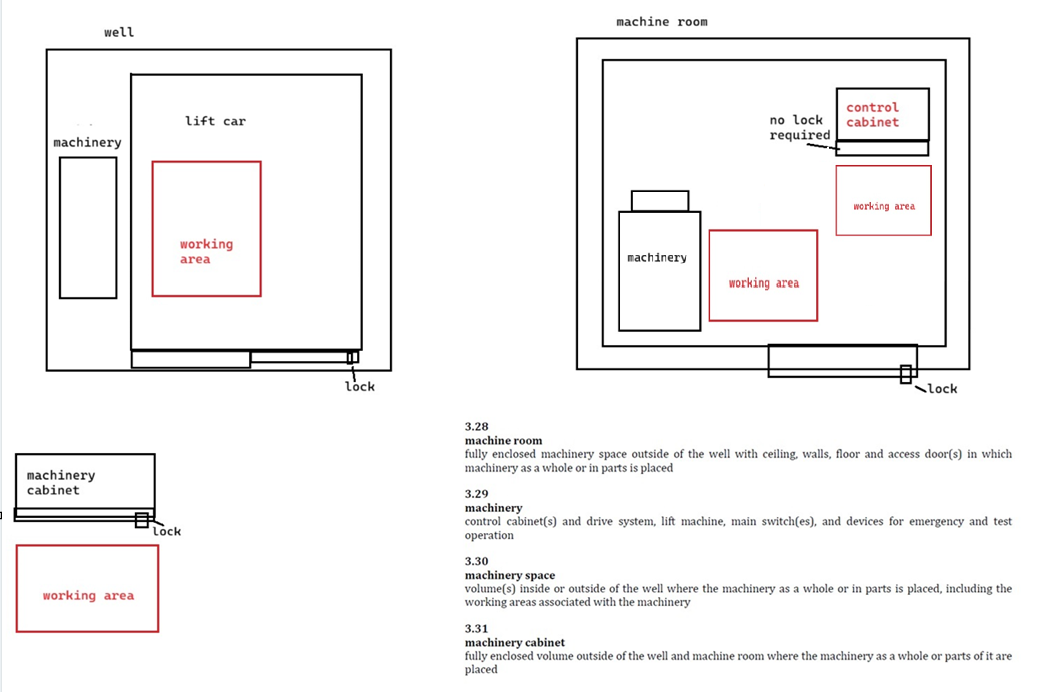 well
machinery
lift car
working
area
lock
machine room
control
cabinet
no lock
required
working area
machinery
working area
lock
machinery
cabinet
lock
working area
3.28
machine room
fully enclosed machinery space outside of the well with ceiling, walls, floor and access door(s) in which
machinery as a whole or in parts is placed
3.29
machinery
control cabinet(s) and drive system, lift machine, main switch(es), and devices for emergency and test
operation
3.30
machinery space
volume(s) inside or outside of the well where the machinery as a whole or in parts is placed, including the
working areas associated with the machinery
3.31
machinery cabinet
fully enclosed volume outside of the well and machine room where the machinery as a whole or parts of it are
placed